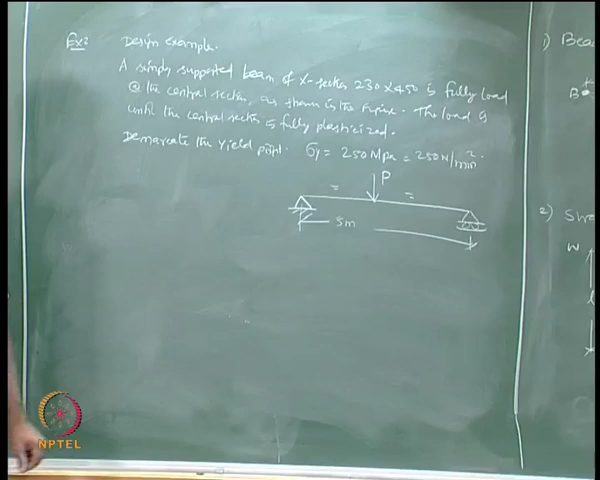 Ex2 Design example.
A simply supported beam of X-section 230 x 450 is fully load
@ the central section, as shown in the figure. The load is
until the central section is fully plasticized.
Demarcate the yield point. σy = 250 MPa = 250 N/mm².
P
5m
1) Bea
B
2) Swa
W
l
NPTEL